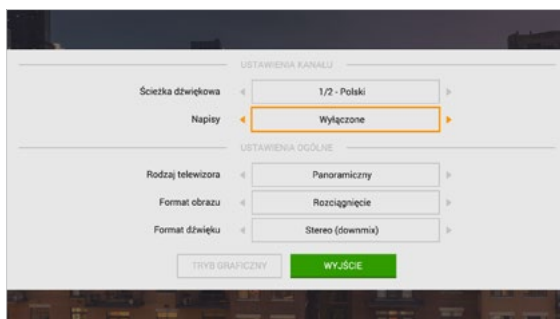 USTAWIENIA KANAŁU
Ścieżka dźwiękowa 1/2 - Polski
Napisy Wyłączone
USTAWIENIA OGÓLNE
Rodzaj telewizora Panoramiczny
Format obrazu Rozciągnięcie
Format dźwięku Stereo (downmix)
TRYB GRAFICZNY WYJŚCIE